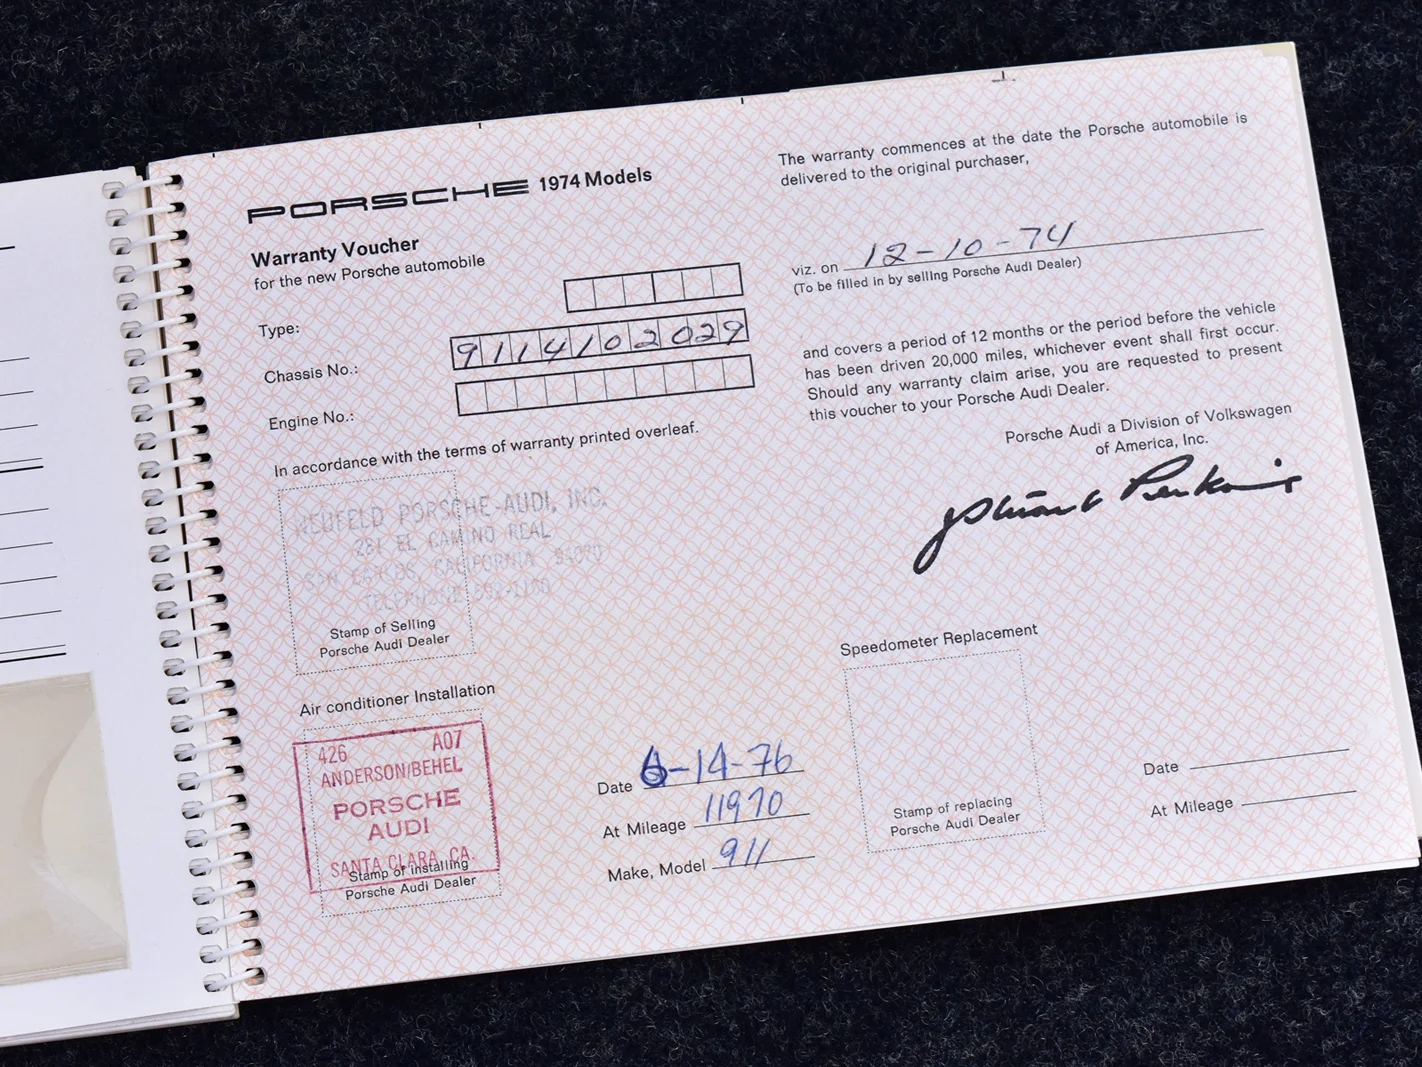 PORSCHE 1974 Models
Warranty Voucher
for the new Porsche automobile
Type:
Chassis No.: 9114102029
Engine No.:
In accordance with the terms of warranty printed overleaf.
NEUFELD PORSCHE-AUDI, INC.
281 EL CAMINO REAL
SAN CARLOS, CALIFORNIA 94070
TELEPHONE
Stamp of Selling
Porsche Audi Dealer
Air conditioner Installation
426 A07
ANDERSON/BEHEL
PORSCHE
AUDI
SANTA CLARA, CA.
Stamp of installing
Porsche Audi Dealer
Date 6-14-76
At Mileage 11970
Make, Model 911
The warranty commences at the date the Porsche automobile is
delivered to the original purchaser,
viz. on 12-10-74
(To be filled in by selling Porsche Audi Dealer)
and covers a period of 12 months or the period before the vehicle
has been driven 20,000 miles, whichever event shall first occur.
Should any warranty claim arise, you are requested to present
this voucher to your Porsche Audi Dealer.
Porsche Audi a Division of Volkswagen
of America, Inc.
Speedometer Replacement
Stamp of replacing
Porsche Audi Dealer
Date
At Mileage